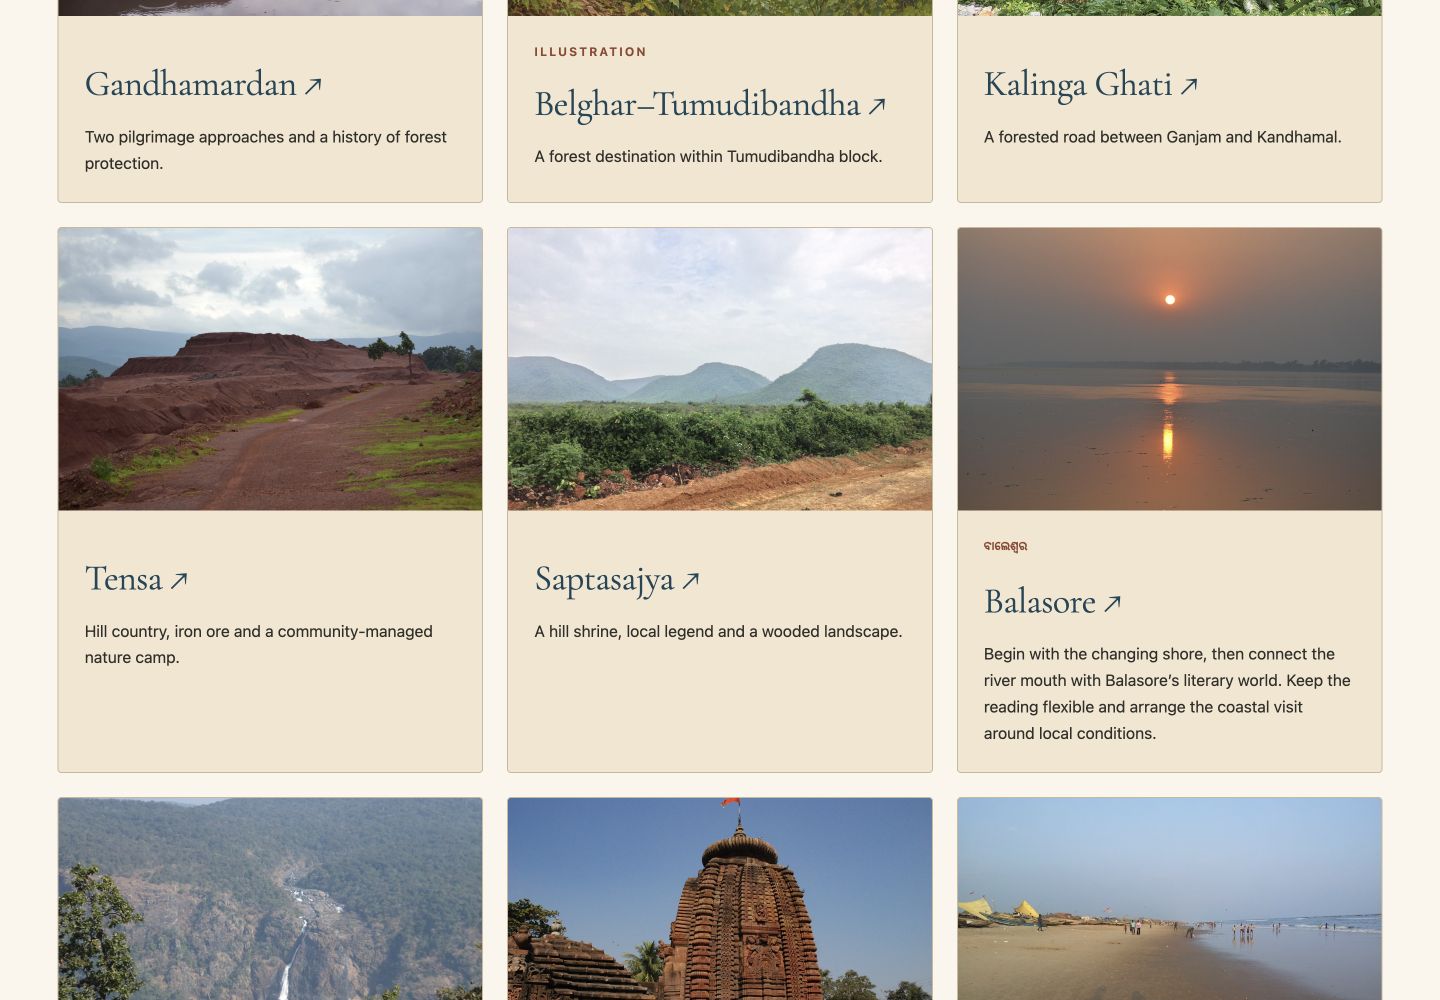 Gandhamardan ↗
Two pilgrimage approaches and a history of forest
protection.
ILLUSTRATION
Belghar–Tumudibandha ↗
A forest destination within Tumudibandha block.
Kalinga Ghati ↗
A forested road between Ganjam and Kandhamal.
Tensa ↗
Hill country, iron ore and a community-managed
nature camp.
Saptasajya ↗
A hill shrine, local legend and a wooded landscape.
ବାଲେଶ୍ୱର
Balasore ↗
Begin with the changing shore, then connect the
river mouth with Balasore’s literary world. Keep the
reading flexible and arrange the coastal visit
around local conditions.